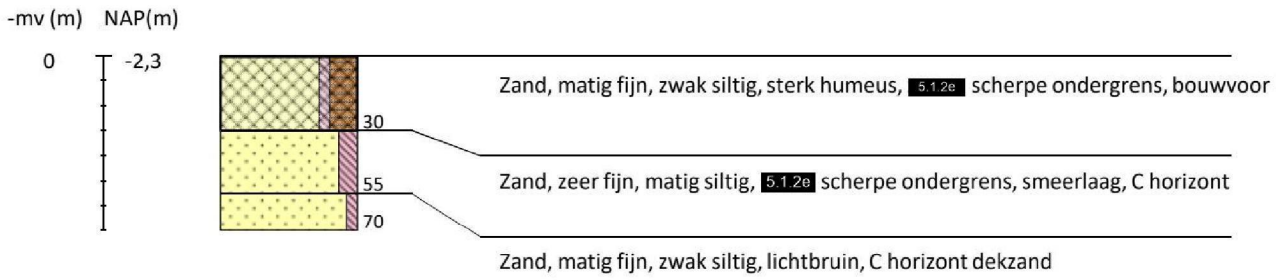 -mv (m) NAP(m)
0 -2,3
Zand, matig fijn, zwak siltig, sterk humeus, 5.1.2e scherpe ondergrens, bouwvoor
30
Zand, zeer fijn, matig siltig, 5.1.2e scherpe ondergrens, smeerlaag, C horizont
55
70
Zand, matig fijn, zwak siltig, lichtbruin, C horizont dekzand